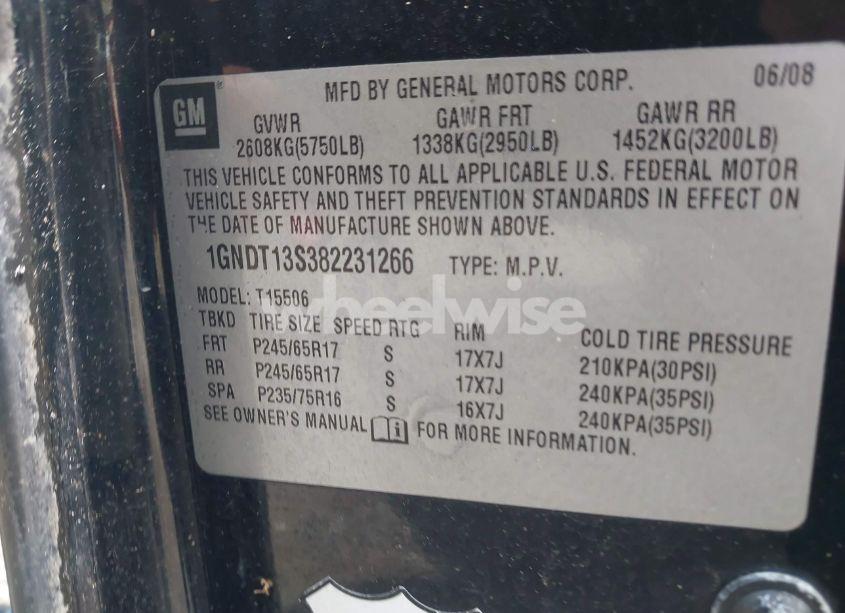 GM
MFD BY GENERAL MOTORS CORP. 06/08
GVWR GAWR FRT GAWR RR
2608KG(5750LB) 1338KG(2950LB) 1452KG(3200LB)
THIS VEHICLE CONFORMS TO ALL APPLICABLE U.S. FEDERAL MOTOR
VEHICLE SAFETY AND THEFT PREVENTION STANDARDS IN EFFECT ON
THE DATE OF MANUFACTURE SHOWN ABOVE.
1GNDT13S382231266 TYPE: M.P.V.
MODEL: T15506
wheelwise
TBKD TIRE SIZE SPEED RTG RIM COLD TIRE PRESSURE
FRT P245/65R17 S 17X7J 210KPA(30PSI)
RR P245/65R17 S 17X7J 240KPA(35PSI)
SPA P235/75R16 S 16X7J 240KPA(35PSI)
SEE OWNER'S MANUAL i FOR MORE INFORMATION.